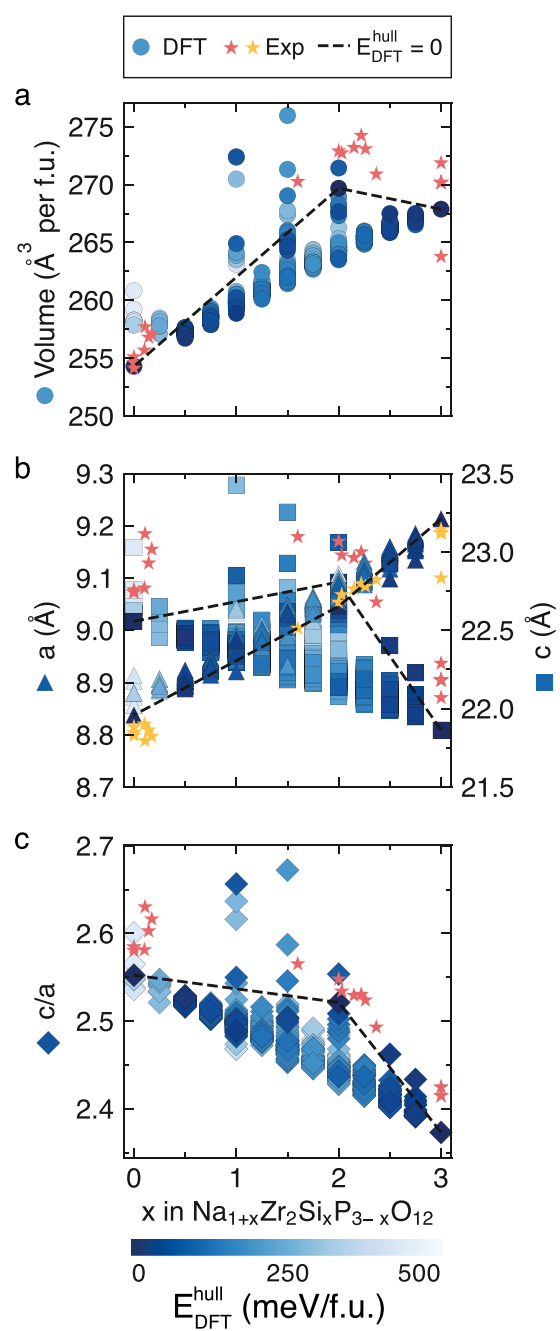 DFT Exp E^hull_DFT = 0
a
275
270
265
260
255
250
Volume (Å³ per f.u.)
b
9.3
9.2
9.1
9.0
8.9
8.8
8.7
a (Å)
23.5
23.0
22.5
22.0
21.5
c (Å)
c
2.7
2.6
2.5
2.4
c/a
0 1 2 3
x in Na₁₊ₓZr₂SiₓP₃₋ₓO₁₂
0 250 500
E^hull_DFT (meV/f.u.)